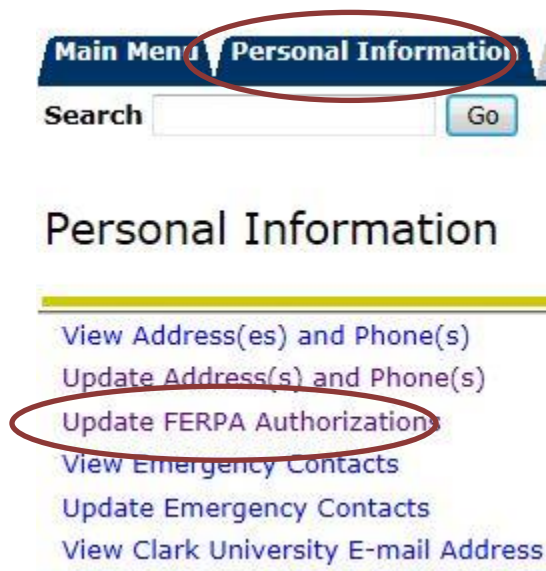 Main Menu Personal Information
Search Go
Personal Information
View Address(es) and Phone(s)
Update Address(s) and Phone(s)
Update FERPA Authorizations
View Emergency Contacts
Update Emergency Contacts
View Clark University E-mail Address